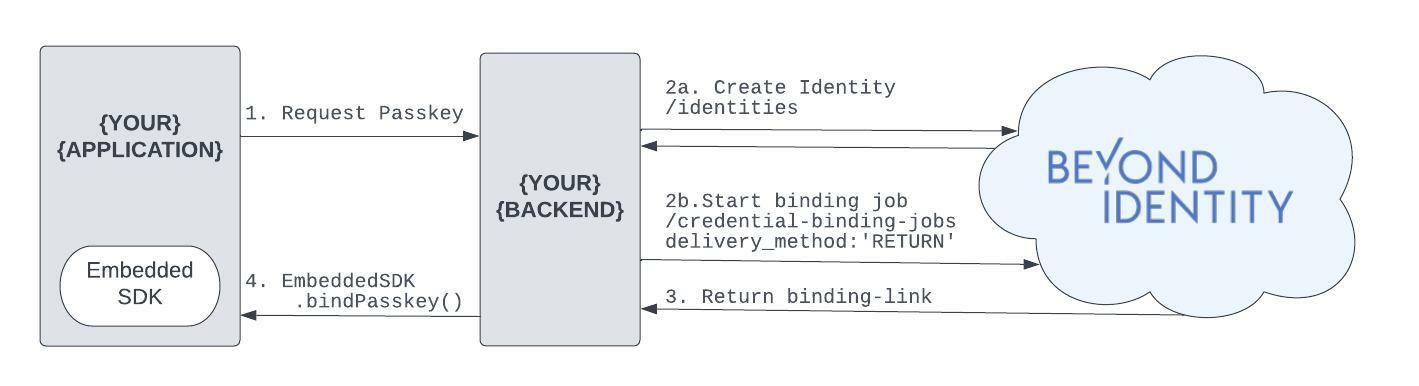 {YOUR}
{APPLICATION}
Embedded
SDK
1. Request Passkey
4. EmbeddedSDK
.bindPasskey()
{YOUR}
{BACKEND}
2a. Create Identity
/identities
2b.Start binding job
/credential-binding-jobs
delivery_method:'RETURN'
3. Return binding-link
BEYOND
IDENTITY